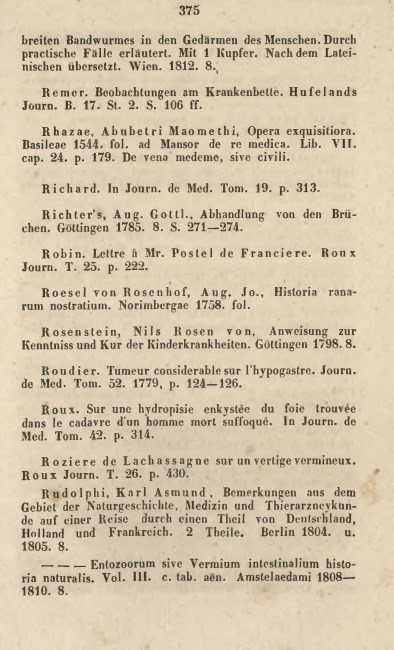 375
breiten Bandwurmes in den Gedärmen des Menschen. Durch
practische Fälle erläutert. Mit 1 Kupfer. Nach dem Latei-
nischen übersetzt. Wien. 1812. 8.
Remer. Beobachtungen am Krankenbette. Hufelands
Journ. B. 17. St. 2. S. 106 ff.
Rhazae, Abubetri Maomethi, Opera exquisitiora.
Basileae 1544. fol. ad Mansor de re medica. Lib. VII.
cap. 24. p. 179. De vena medeme, sive civili.
Richard. In Journ. de Med. Tom. 19. p. 313.
Richter's, Aug. Gottl., Abhandlung von den Brü-
chen. Göttingen 1785. 8. S. 271—274.
Robin. Lettre à Mr. Postel de Franciere. Roux
Journ. T. 25. p. 222.
Roesel von Rosenhof, Aug. Jo., Historia rana-
rum nostratium. Norimbergae 1758. fol.
Rosenstein, Nils Rosen von, Anweisung zur
Kenntniss und Kur der Kinderkrankheiten. Göttingen 1798. 8.
Roudier. Tumeur considerable sur l'hypogastre. Journ.
de Med. Tom. 52. 1779, p. 124—126.
Roux. Sur une hydropisie enkystée du foie trouvée
dans le cadavre d'un homme mort suffoqué. In Journ. de
Med. Tom. 42. p. 314.
Roziere de Lachassagne sur un vertige vermineux.
Roux Journ. T. 26. p. 430.
Rudolphi, Karl Asmund, Bemerkungen aus dem
Gebiet der Naturgeschichte, Medizin und Thierarzneykun-
de auf einer Reise durch einen Theil von Deutschland,
Holland und Frankreich. 2 Theile. Berlin 1804. u.
1805. 8.
— — — Entozoorum sive Vermium intestinalium histo-
ria naturalis. Vol. III. c. tab. aën. Amstelaedami 1808—
1810. 8.